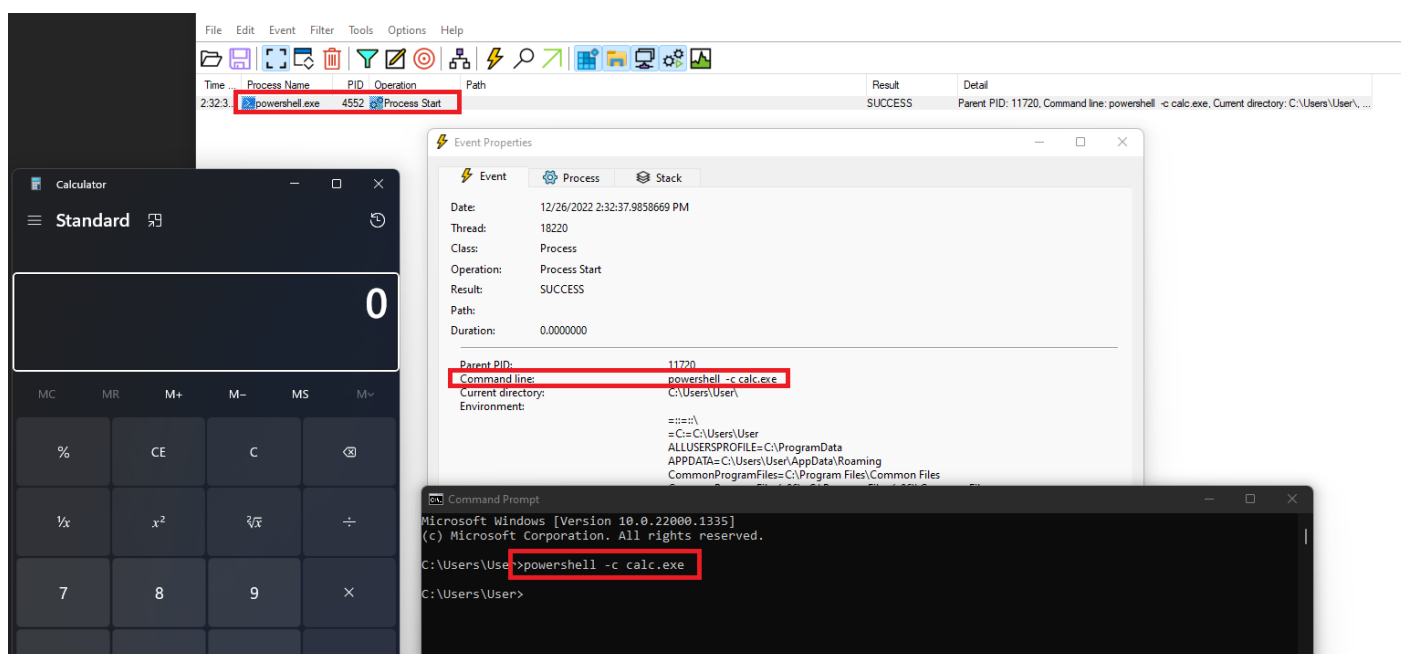 File Edit Event Filter Tools Options Help
Time ... Process Name PID Operation Path Result Detail
2:32:3... powershell.exe 4552 Process Start SUCCESS Parent PID: 11720, Command line: powershell -c calc.exe, Current directory: C:\Users\User\, ...
Event Properties
Event Process Stack
Date: 12/26/2022 2:32:37.9858669 PM
Thread: 18220
Class: Process
Operation: Process Start
Result: SUCCESS
Path:
Duration: 0.0000000
Parent PID: 11720
Command line: powershell -c calc.exe
Current directory: C:\Users\User\
Environment:
=::=::\
=C:=C:\Users\User
ALLUSERSPROFILE=C:\ProgramData
APPDATA=C:\Users\User\AppData\Roaming
CommonProgramFiles=C:\Program Files\Common Files
Calculator
Standard
0
MC MR M+ M− MS M
% CE C
¹/x x² ²√x ÷
7 8 9 ×
Command Prompt
Microsoft Windows [Version 10.0.22000.1335]
(c) Microsoft Corporation. All rights reserved.
C:\Users\User>powershell -c calc.exe
C:\Users\User>